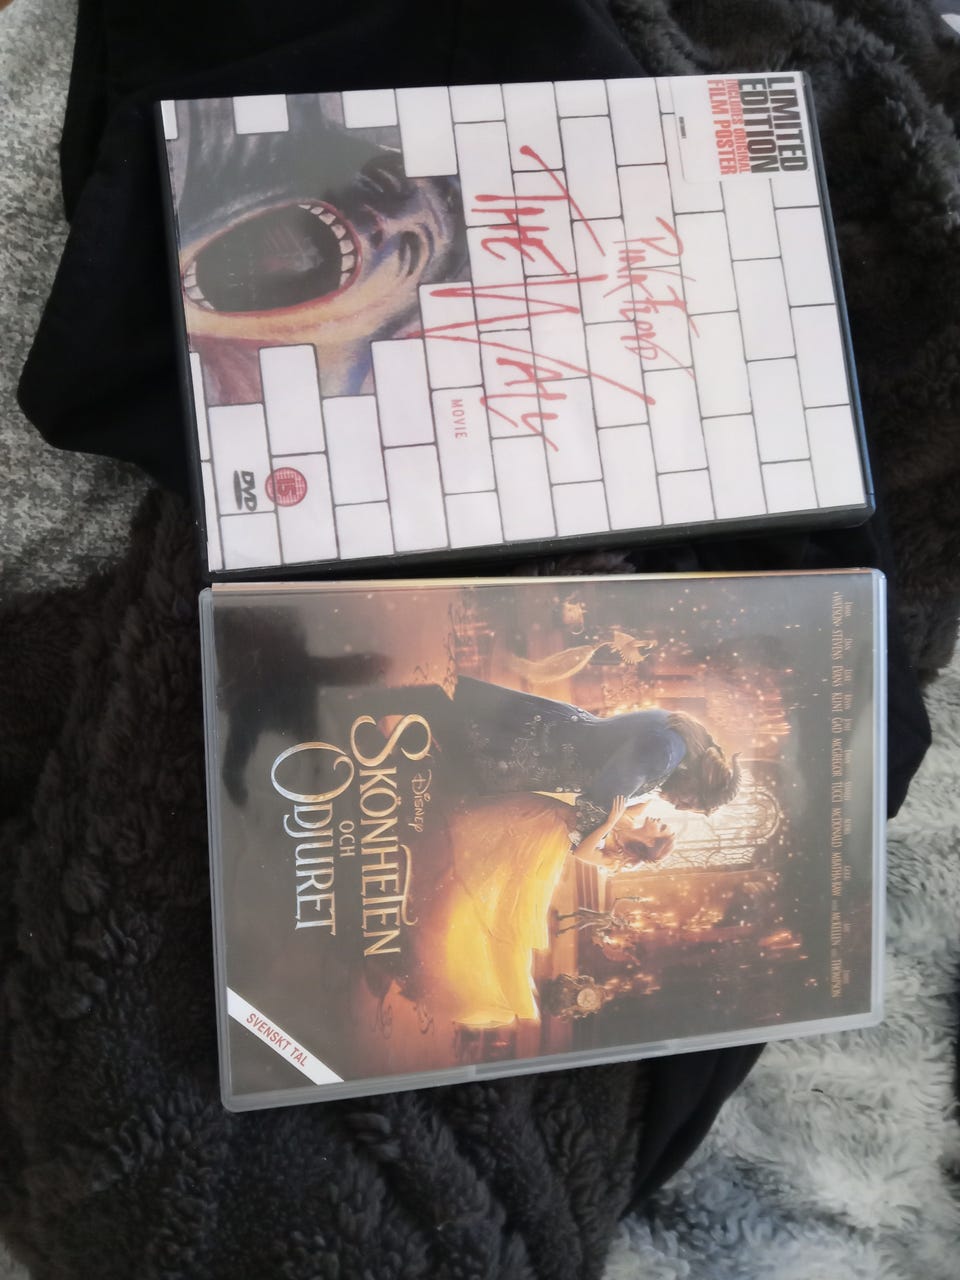 LIMITED
EDITION
INCLUDES ORIGINAL
FILM POSTER
PINK FLOYD
THE WALL
MOVIE
DVD
EMMA DAN LUKE KEVIN JOSH EWAN STANLEY AUDRA GUGU IAN EMMA
WATSON STEVENS EVANS KLINE GAD McGREGOR TUCCI McDONALD MBATHA-RAW McKELLEN THOMPSON
DISNEY
SKÖNHETEN
OCH
ODJURET
SVENSKT TAL